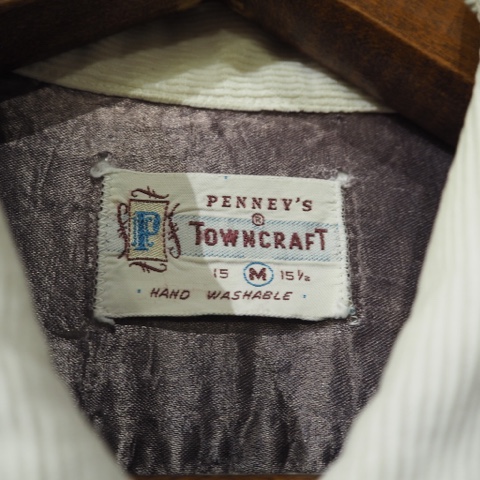 P
PENNEY'S
®
TOWNCRAFT
15 M 15½
HAND WASHABLE